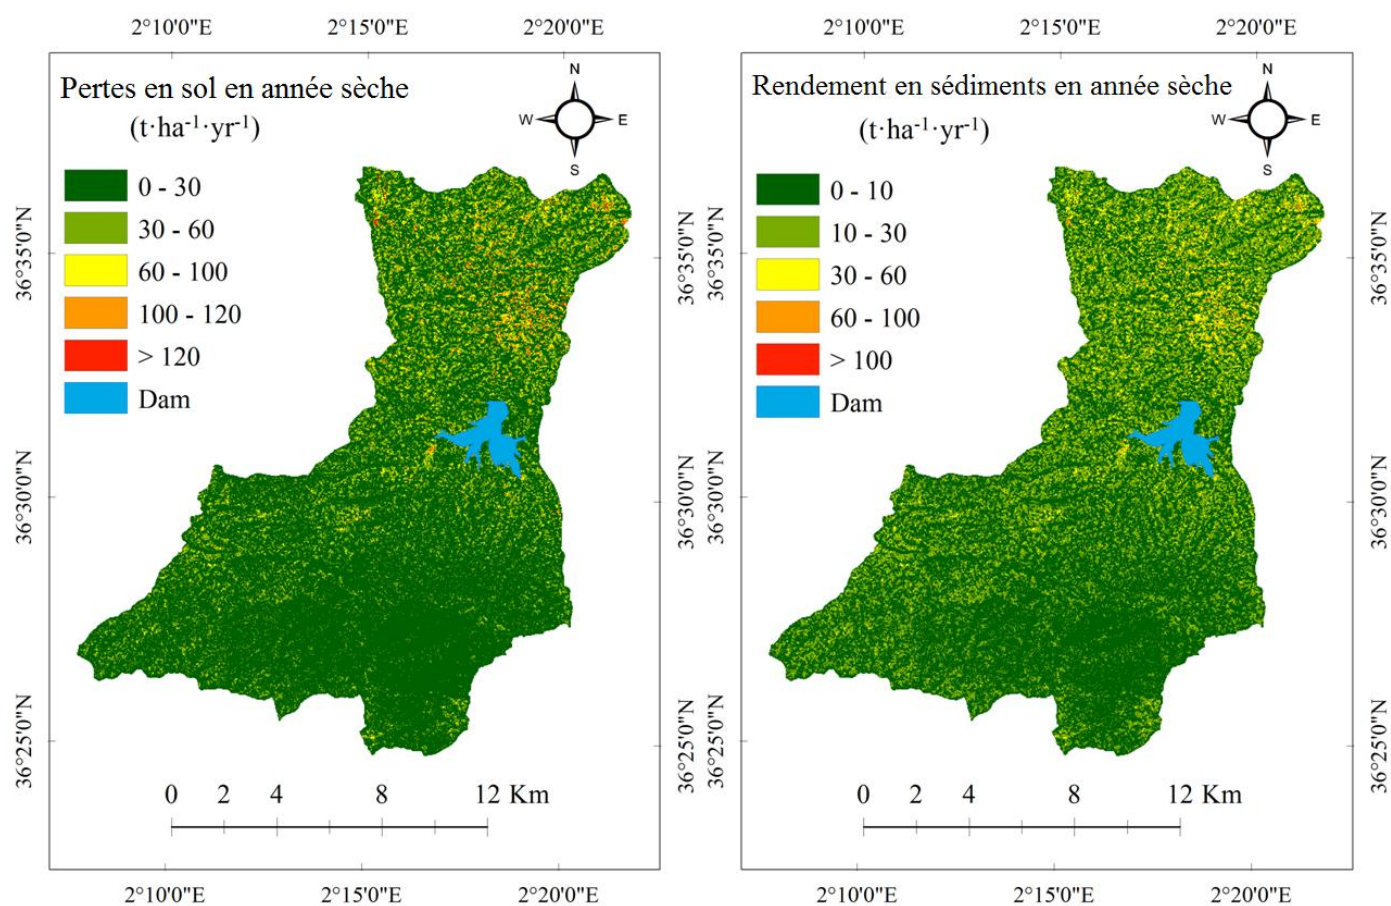 2°10'0"E 2°15'0"E 2°20'0"E
Pertes en sol en année sèche
(t·ha-1·yr-1)
N
W E
S
0 - 30
30 - 60
60 - 100
100 - 120
> 120
Dam
36°35'0"N
36°30'0"N
36°25'0"N
36°35'0"N
36°30'0"N
36°25'0"N
0 2 4 8 12 Km
2°10'0"E 2°15'0"E 2°20'0"E
2°10'0"E 2°15'0"E 2°20'0"E
Rendement en sédiments en année sèche
(t·ha-1·yr-1)
N
W E
S
0 - 10
10 - 30
30 - 60
60 - 100
> 100
Dam
36°35'0"N
36°30'0"N
36°25'0"N
36°35'0"N
36°30'0"N
36°25'0"N
0 2 4 8 12 Km
2°10'0"E 2°15'0"E 2°20'0"E